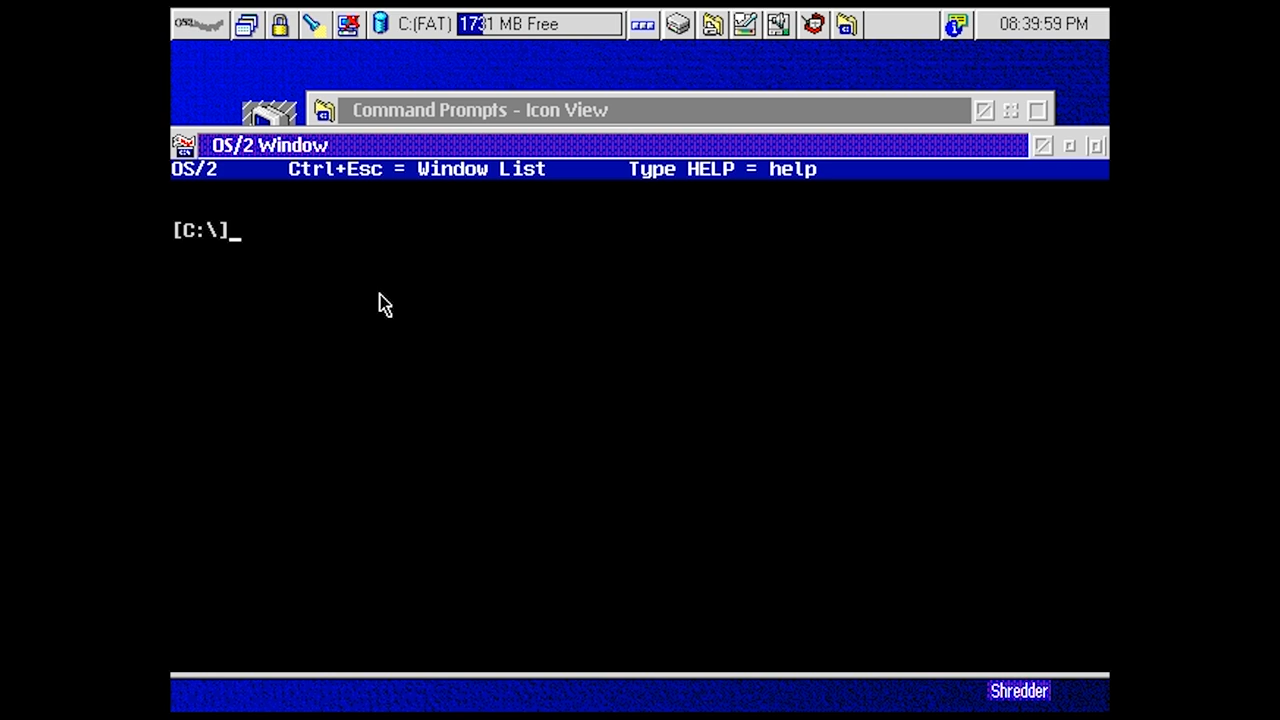 C:(FAT) 1731 MB Free 08:39:59 PM
Command Prompts - Icon View
OS/2 Window
OS/2 Ctrl+Esc = Window List Type HELP = help
[C:\]_
Shredder